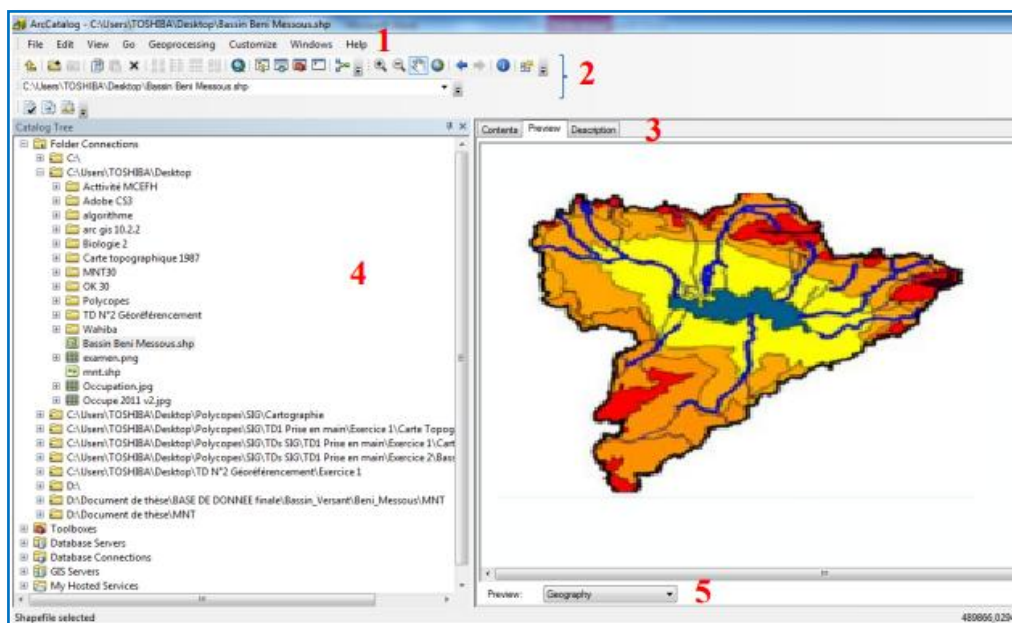 ArcCatalog - C:\Users\TOSHIBA\Desktop\Bassin Beni Messous.shp
File Edit View Go Geoprocessing Customize Windows Help 1
2
C:\Users\TOSHIBA\Desktop\Bassin Beni Messous.shp
Catalog Tree
Contents Preview Description 3
Folder Connections
C:\
C:\Users\TOSHIBA\Desktop
Acttivité MCEFH
Adobe CS3
algorithme
arc gis 10.2.2
Biologie 2
Carte topographique 1987
MNT30
OK 30
Polycopes
TD N°2 Géoréférencement
Wahiba
Bassin Beni Messous.shp
examen.png
mnt.shp
Occupation.jpg
Occupe 2011 v2.jpg
4
C:\Users\TOSHIBA\Desktop\Polycopes\SIG\Cartographie
C:\Users\TOSHIBA\Desktop\Polycopes\SIG\TD1 Prise en main\Exercice 1\Carte Topog
C:\Users\TOSHIBA\Desktop\Polycopes\SIG\TDs SIG\TD1 Prise en main\Exercice 1\Cart
C:\Users\TOSHIBA\Desktop\Polycopes\SIG\TDs SIG\TD1 Prise en main\Exercice 2\Bass
C:\Users\TOSHIBA\Desktop\TD N°2 Géoréférencement\Exercice 1
D:\
D:\Document de thèse\BASE DE DONNEE finale\Bassin_Versant\Beni_Messous\MNT
D:\Document de thèse\MNT
Toolboxes
Database Servers
Database Connections
GIS Servers
My Hosted Services
Preview: Geography 5
Shapefile selected
489866,0294